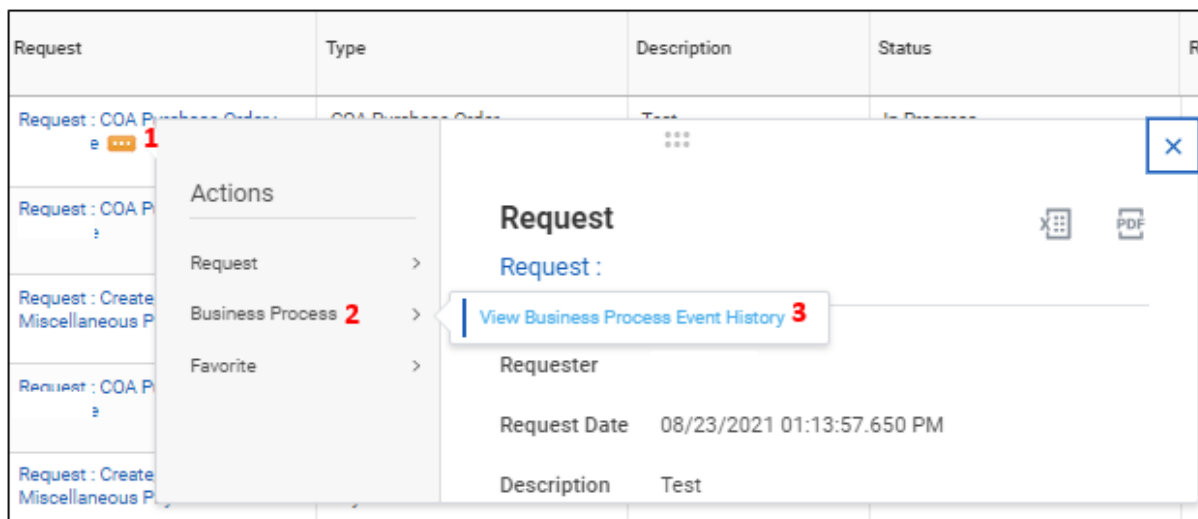 Request Type Description Status R
Request : COA Purchase Order : COA Purchase Order Test In Progress
e 1
Actions
Request >
Business Process 2 >
Favorite >
Request
PDF
Request :
View Business Process Event History 3
Requester
Request Date 08/23/2021 01:13:57.650 PM
Description Test
Request : COA P
Request : Create
Miscellaneous P
Request : COA P
Request : Create
Miscellaneous P